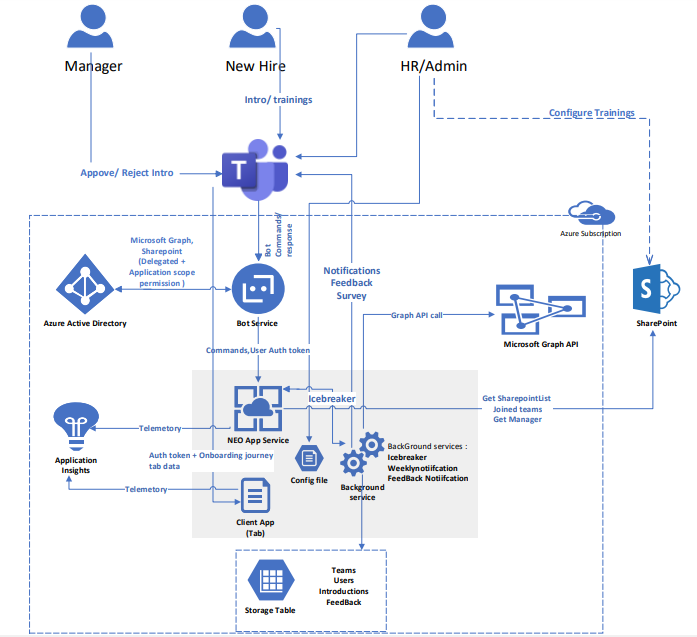 Manager
New Hire
HR/Admin
Intro/ trainings
Configure Trainings
T
Appove/ Reject Intro
Bot
Commands/
response
Azure Subscription
Microsoft Graph,
Sharepoint
(Delegated +
Application scope
permission )
Notifications
Feedback
Survey
S
Azure Active Directory
Bot Service
Graph API call
SharePoint
Microsoft Graph API
Commands,User Auth token
Icebreaker
Get SharepointList
Joined teams
Get Manager
Telemetory
NEO App Service
BackGround services :
Icebreaker
Weeklynotiifcation
FeedBack Notiifcation
Application
Insights
Auth token + Onboarding journey
tab data
Config file
Background
service
Telemetory
Client App
(Tab)
Teams
Users
Introductions
FeedBack
Storage Table